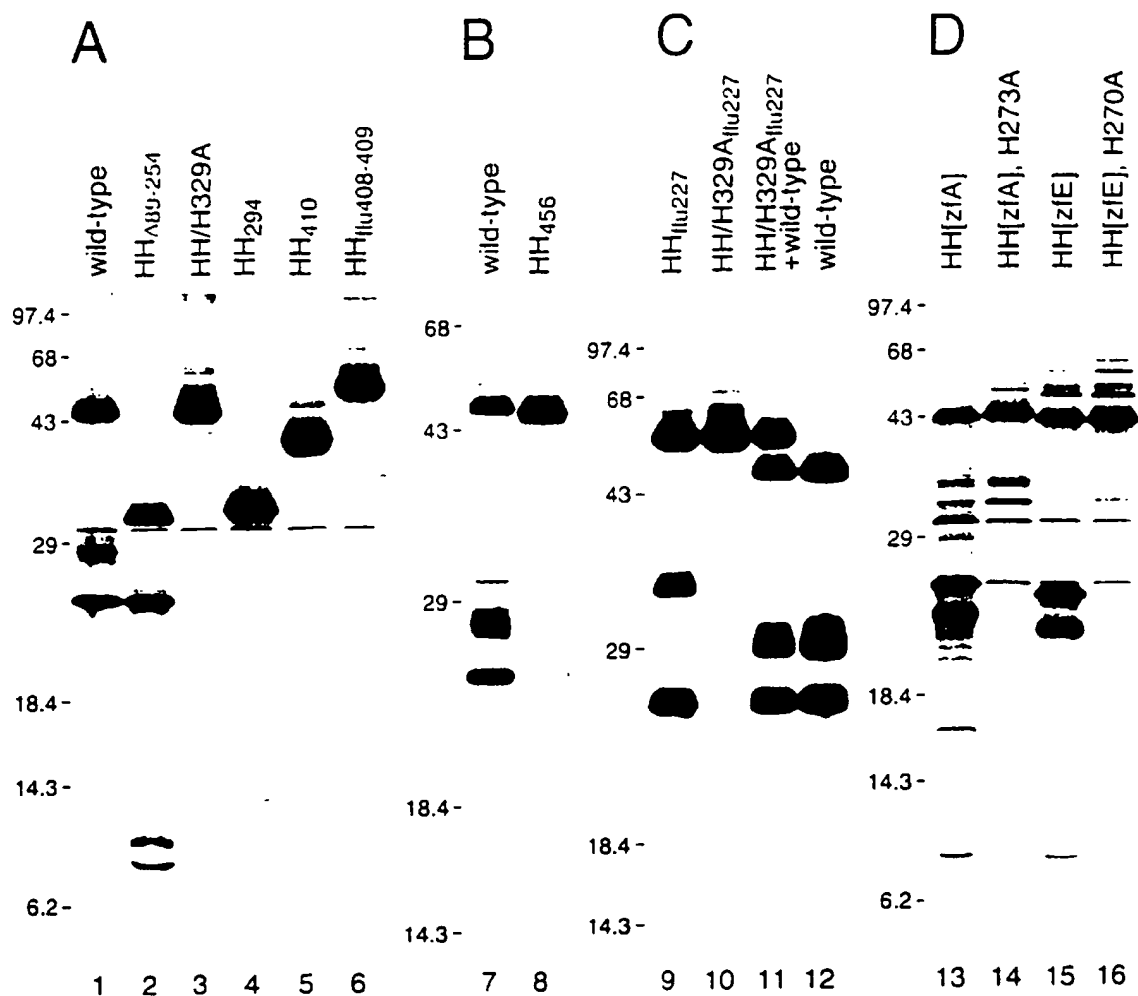 A
B
C
D
wild-type
HHΔ89-254
HH/H329A
HH294
HH410
HHflu408-409
wild-type
HH456
HHflu227
HH/H329Aflu227
HH/H329Aflu227
+wild-type
wild-type
HH[zfA]
HH[zfA], H273A
HH[zfE]
HH[zfE], H270A
97.4-
68-
43-
29-
18.4-
14.3-
6.2-
68-
43-
29-
18.4-
14.3-
97.4-
68-
43-
29-
18.4-
14.3-
97.4-
68-
43-
29-
18.4-
14.3-
6.2-
1 2 3 4 5 6 7 8 9 10 11 12 13 14 15 16